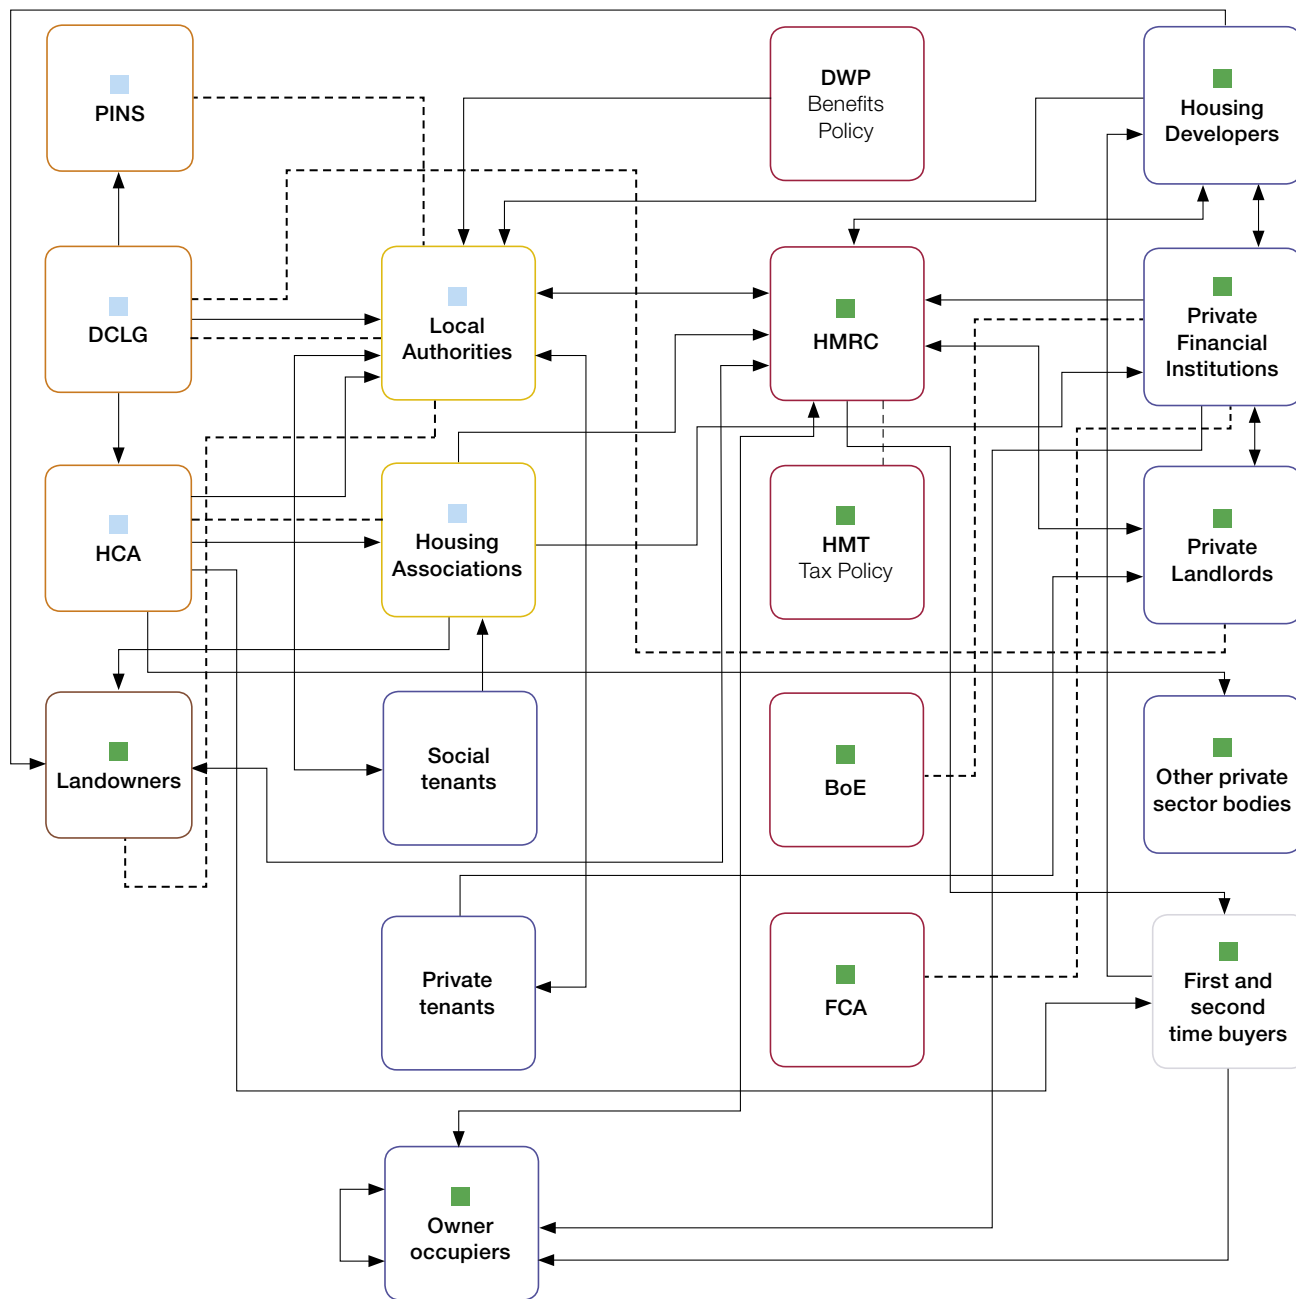 PINS
DWP
Benefits
Policy
Housing
Developers
DCLG
Local
Authorities
HMRC
Private
Financial
Institutions
HCA
Housing
Associations
HMT
Tax Policy
Private
Landlords
Landowners
Social
tenants
BoE
Other private
sector bodies
Private
tenants
FCA
First and
second
time buyers
Owner
occupiers